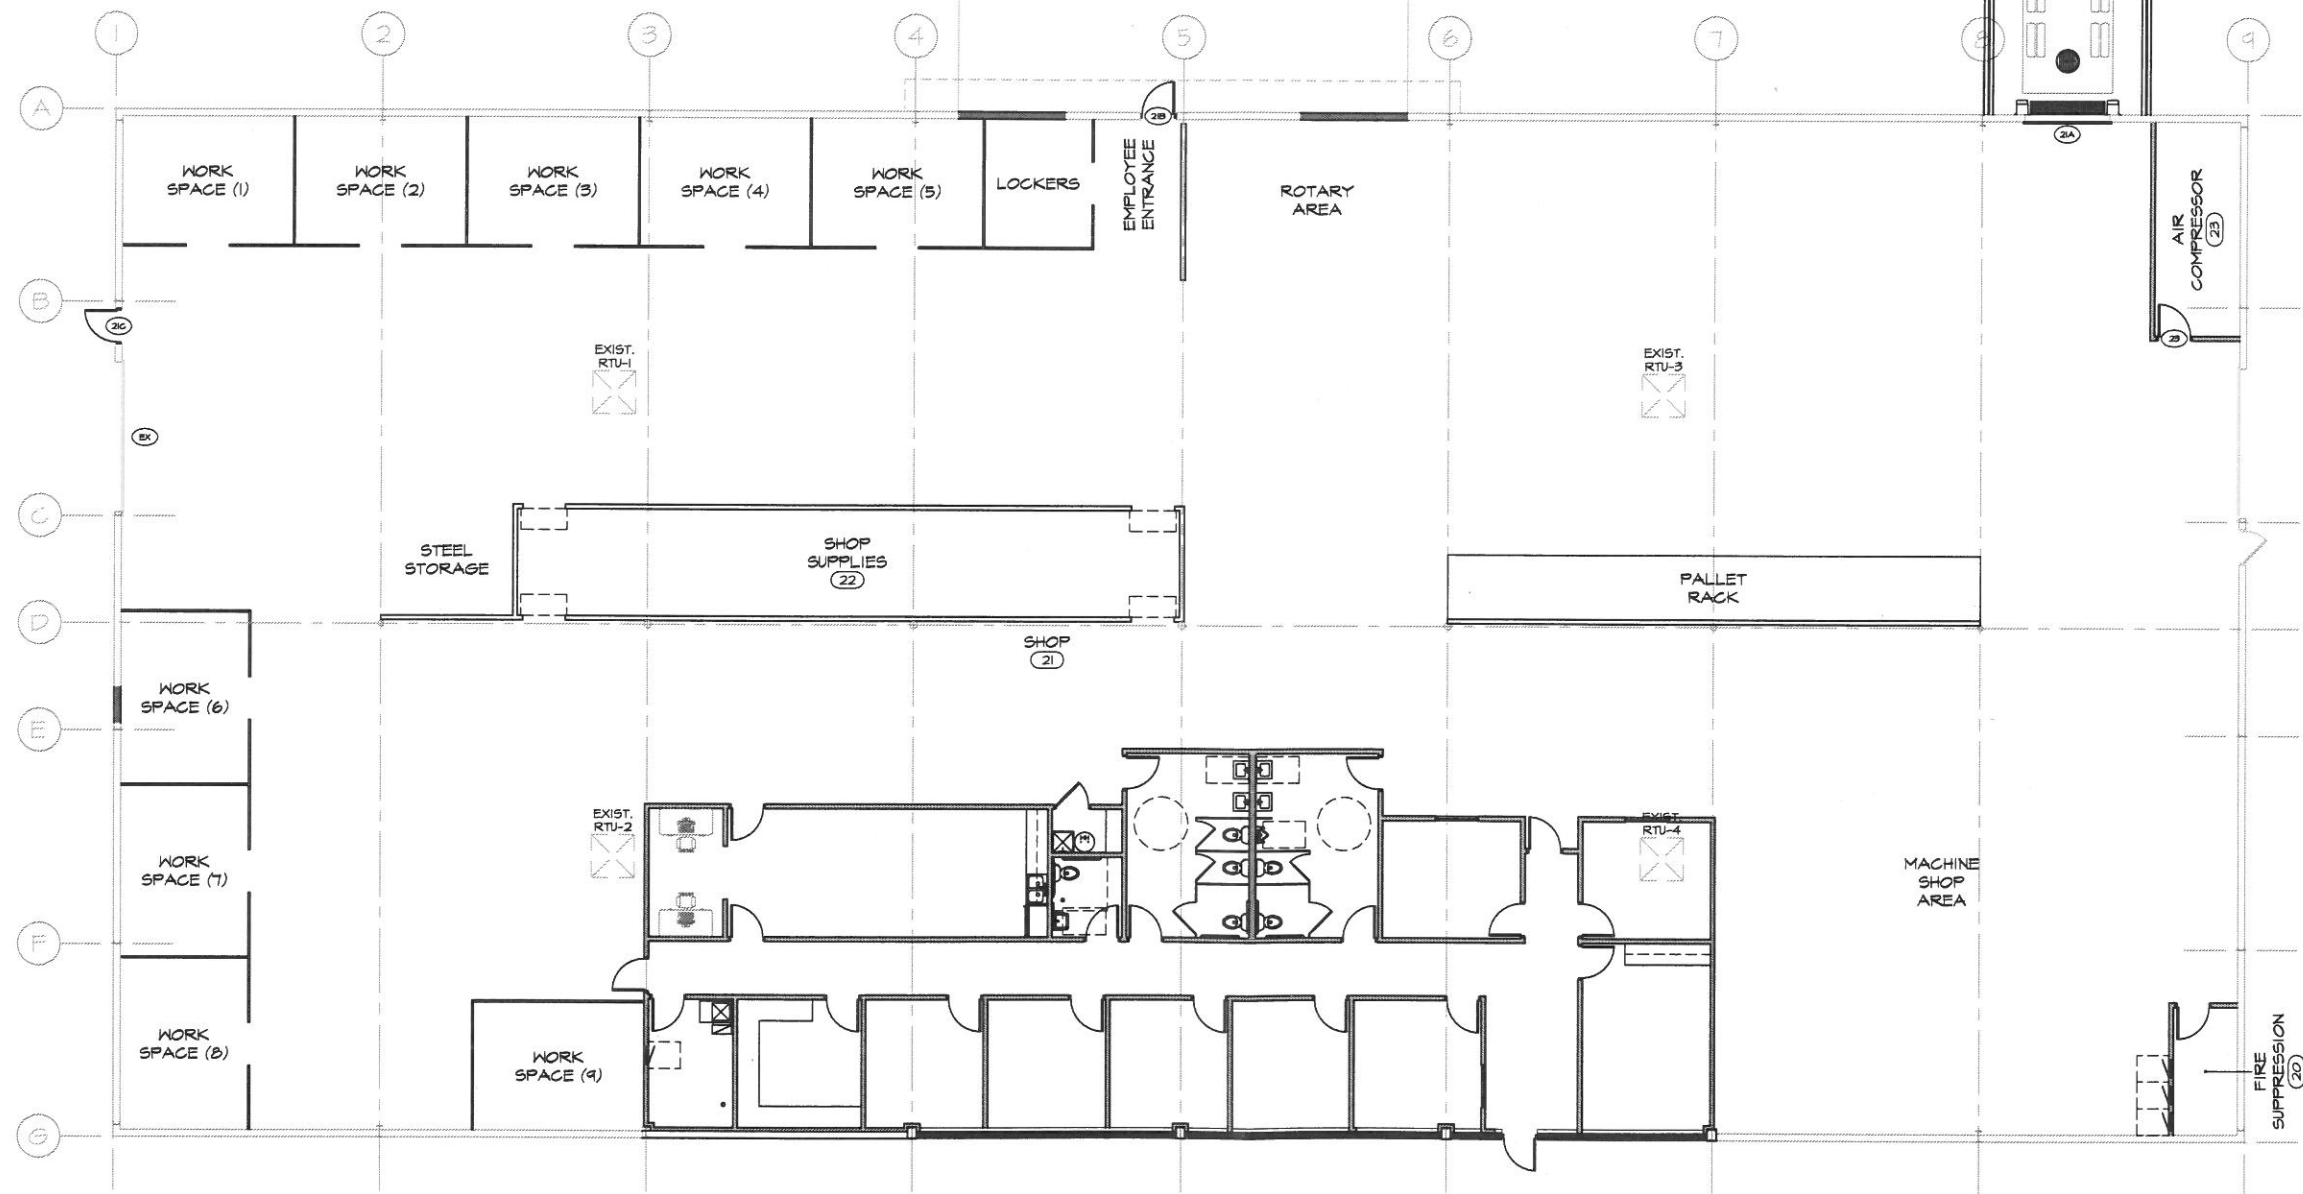 1
2
3
4
5
6
7
8
9
A
B
C
D
E
F
G
21B
21A
WORK
SPACE (1)
WORK
SPACE (2)
WORK
SPACE (3)
WORK
SPACE (4)
WORK
SPACE (5)
LOCKERS
EMPLOYEE
ENTRANCE
ROTARY
AREA
AIR
COMPRESSOR
23
23
21C
EXIST.
RTU-1
EXIST.
RTU-3
EX
STEEL
STORAGE
SHOP
SUPPLIES
22
PALLET
RACK
SHOP
21
WORK
SPACE (6)
EXIST.
RTU-2
EXIST.
RTU-4
WORK
SPACE (7)
MACHINE
SHOP
AREA
WORK
SPACE (8)
WORK
SPACE (9)
FIRE
SUPPRESSION
20